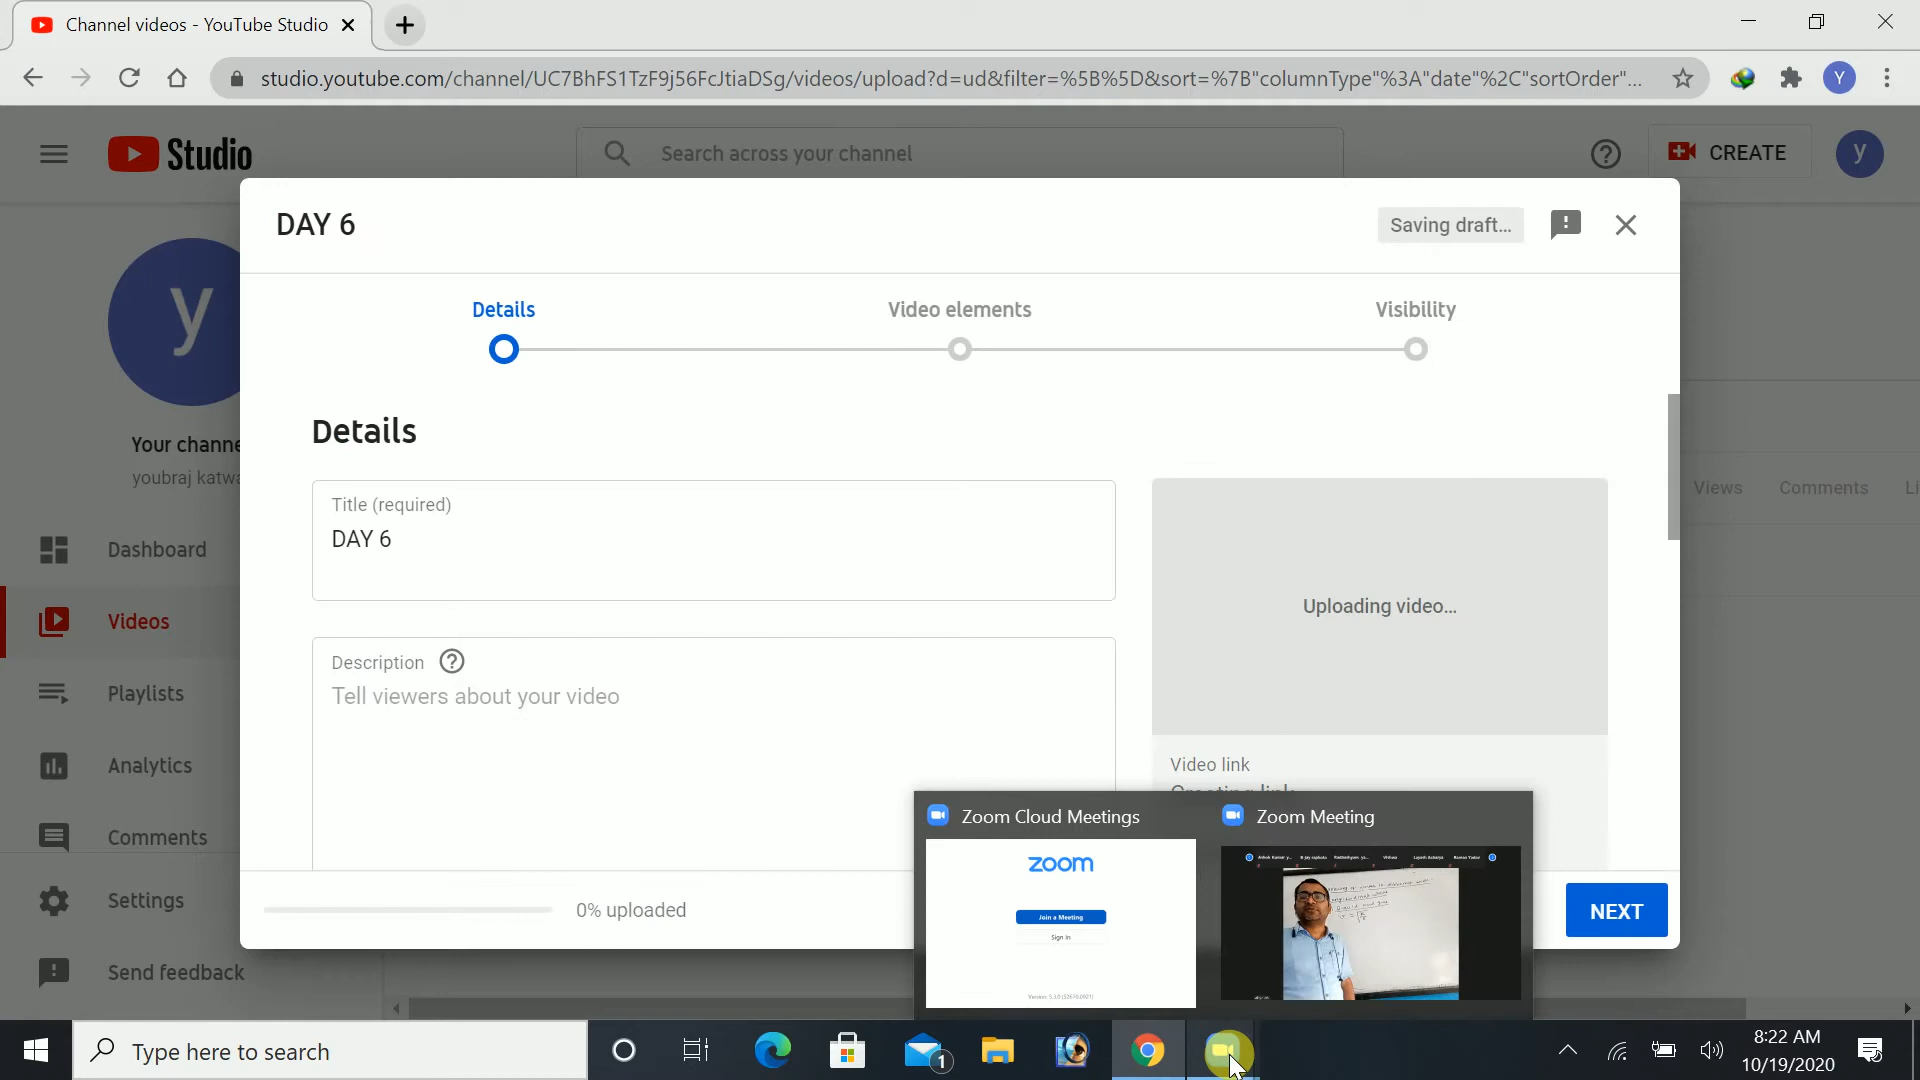 Channel videos - YouTube Studio
studio.youtube.com/channel/UC7BhFS1TzF9j56FcJtiaDSg/videos/upload?d=ud&filter=%5B%5D&sort=%7B"columnType"%3A"date"%2C"sortOrder"...
Y
Studio
Search across your channel
CREATE
y
DAY 6
Saving draft...
Details
Video elements
Visibility
y
Your channe
youbraj katwa
Dashboard
Videos
Playlists
Analytics
Comments
Settings
Send feedback
Details
Title (required)
DAY 6
Description
Tell viewers about your video
Uploading video...
Video link
Creating link
Views
Comments
Li
0% uploaded
NEXT
Zoom Cloud Meetings
Zoom Meeting
zoom
Join a Meeting
Sign In
Type here to search
1
8:22 AM
10/19/2020